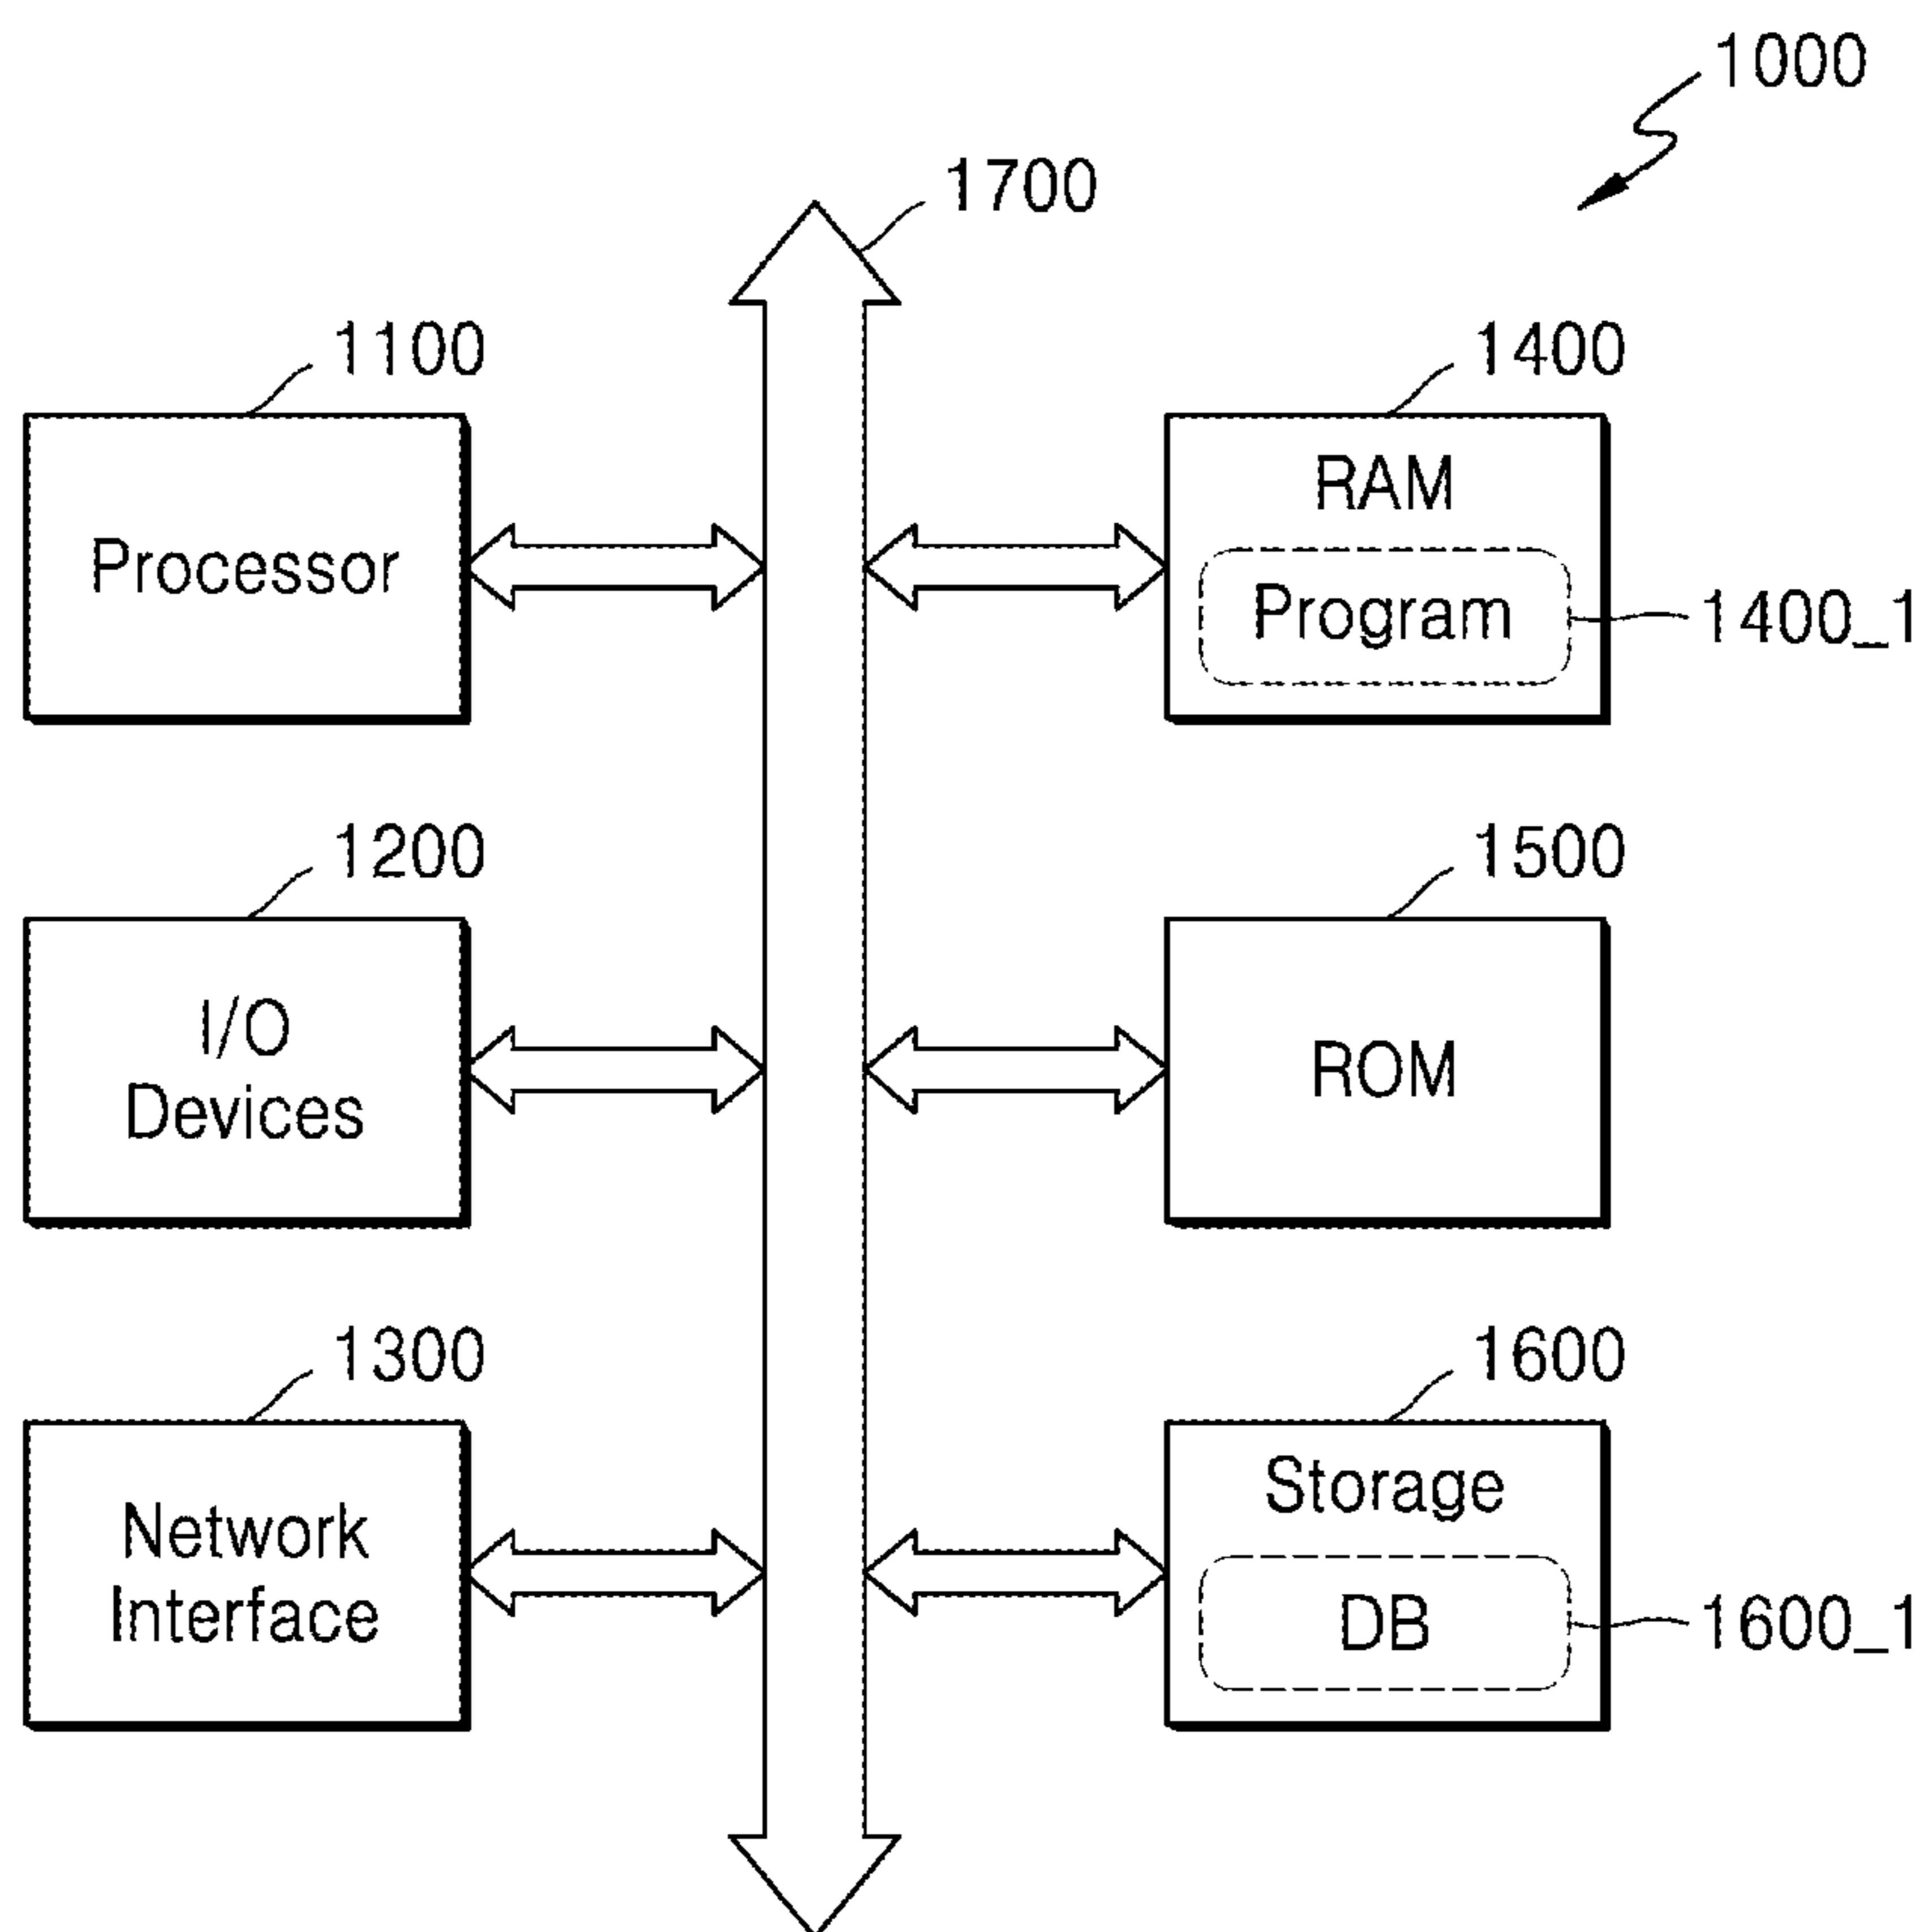 1000
1700
1100
1400
Processor
RAM
Program
1400_1
1200
1500
I/O
Devices
ROM
1300
1600
Network
Interface
Storage
DB
1600_1